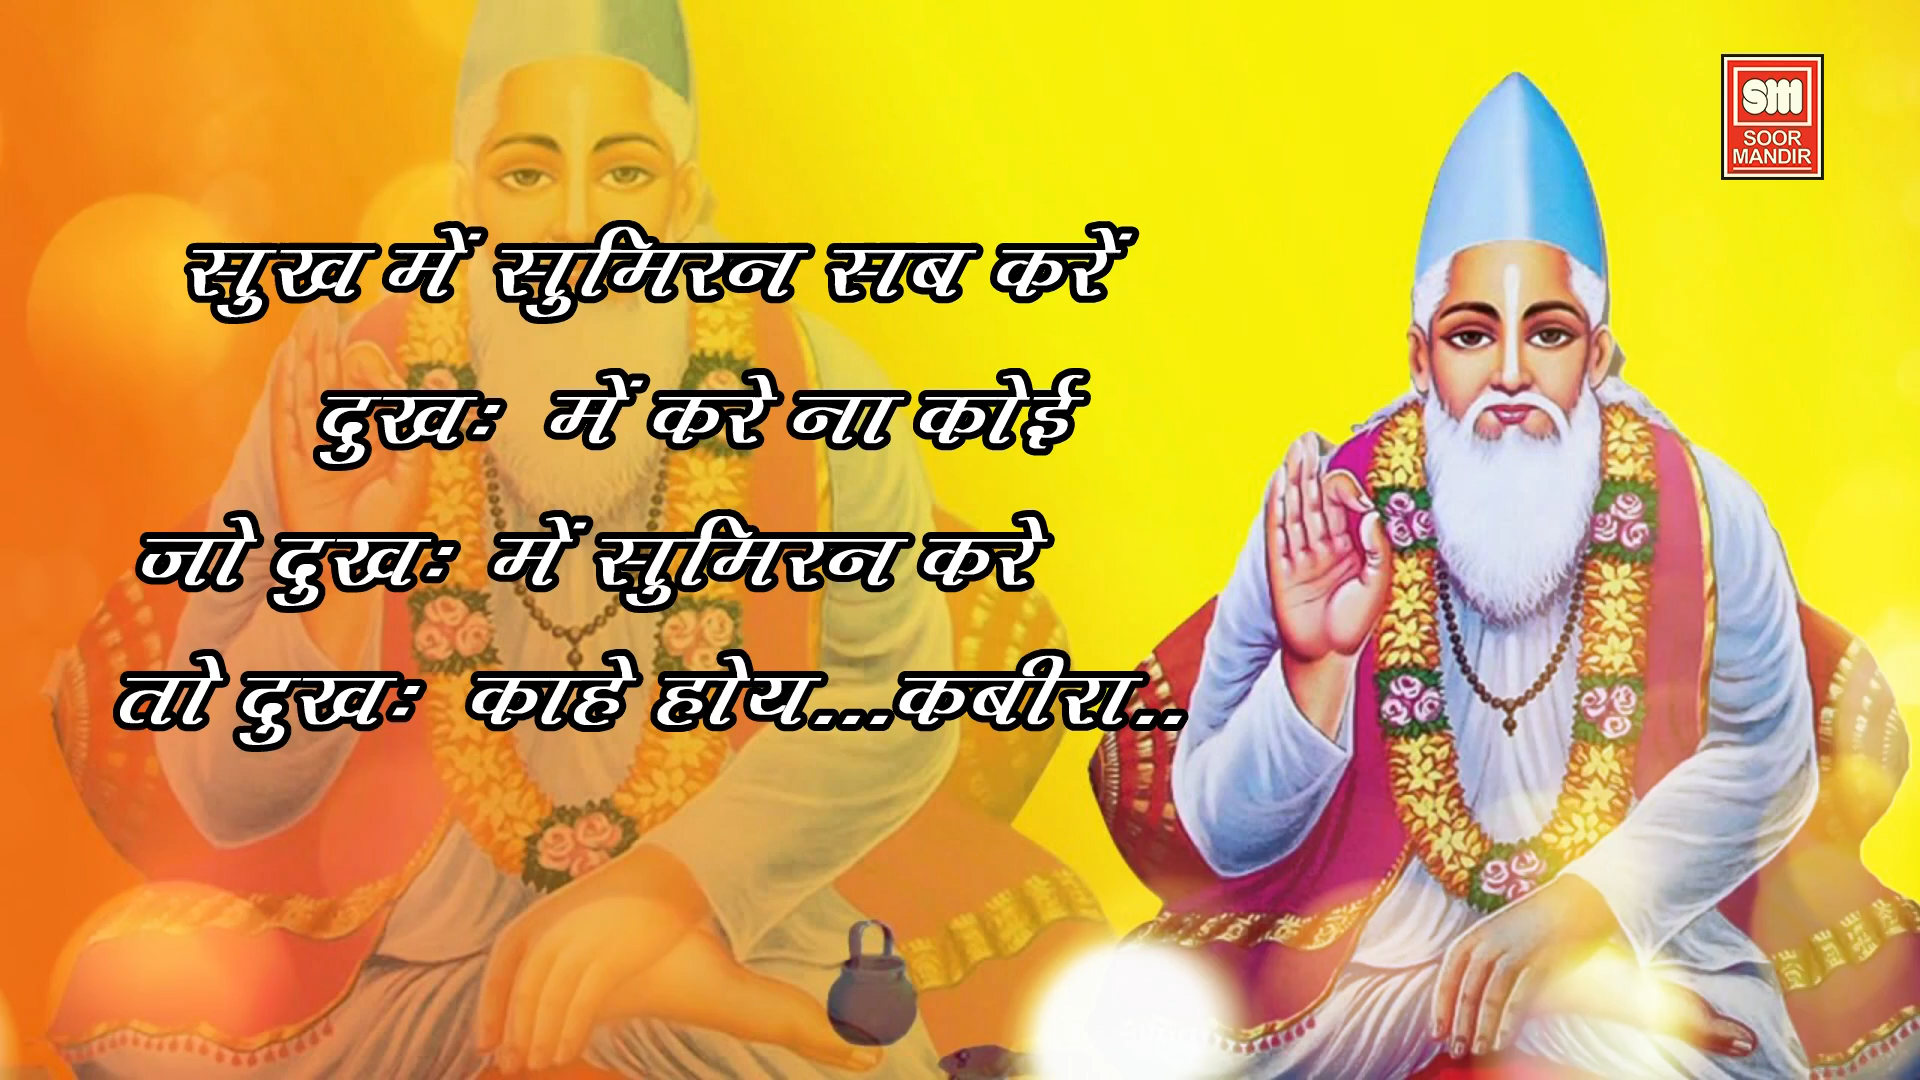 सुख में सुमिरन सब करें
दुखः में करे ना कोई
जो दुखः में सुमिरन करे
तो दुखः काहे होय...कबीरा..
sm
SOOR
MANDIR